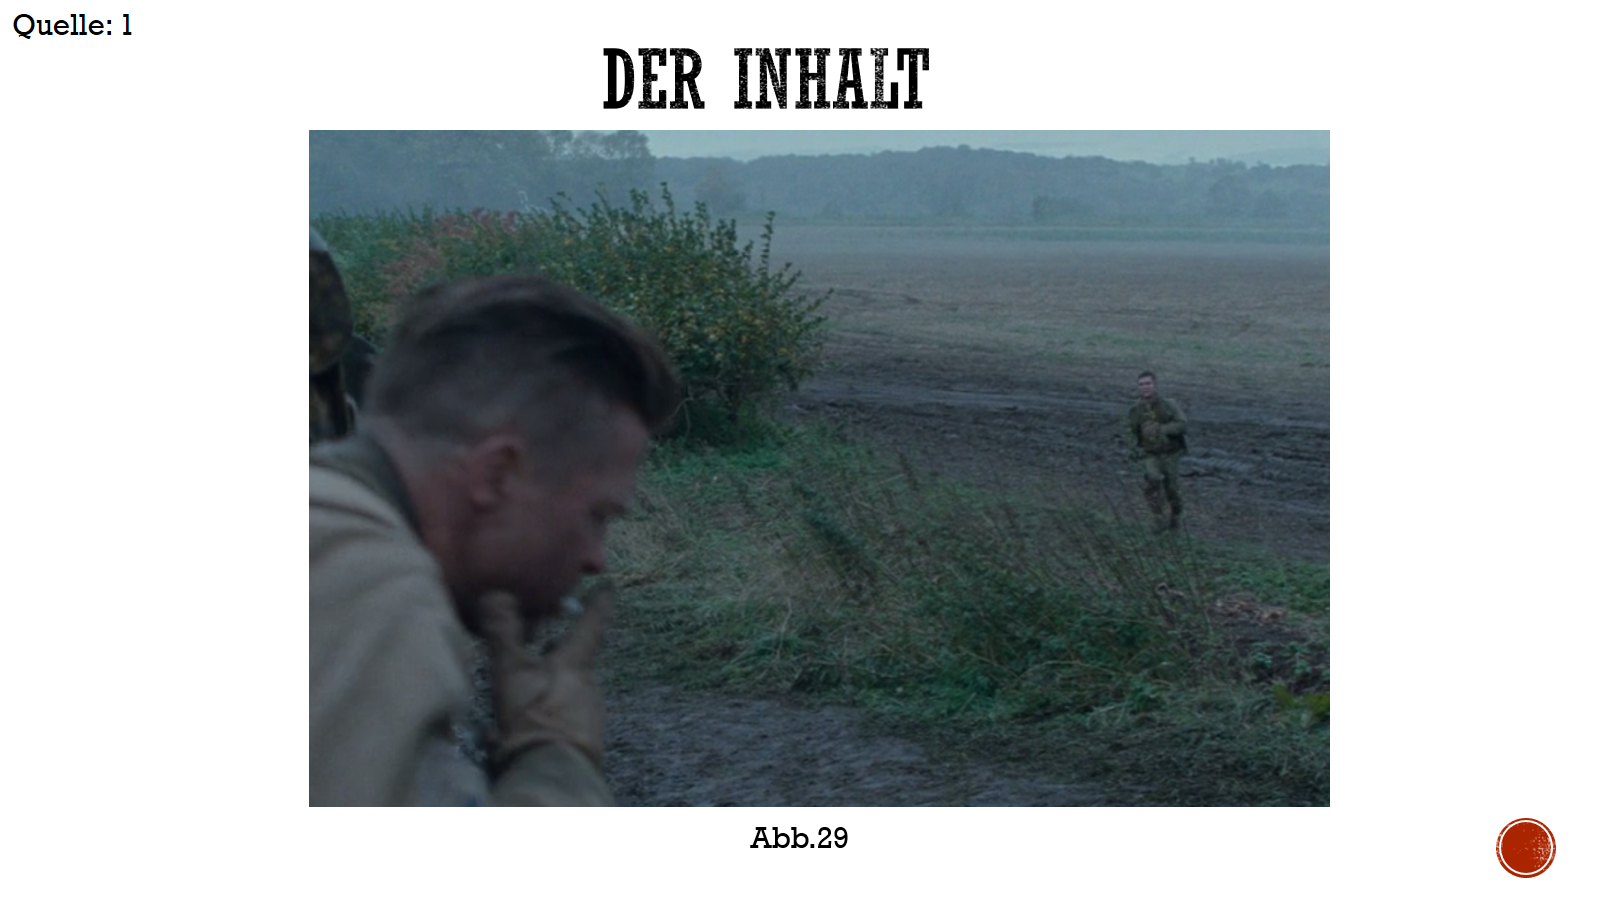 Quelle: 1
DER INHALT
Abb.29